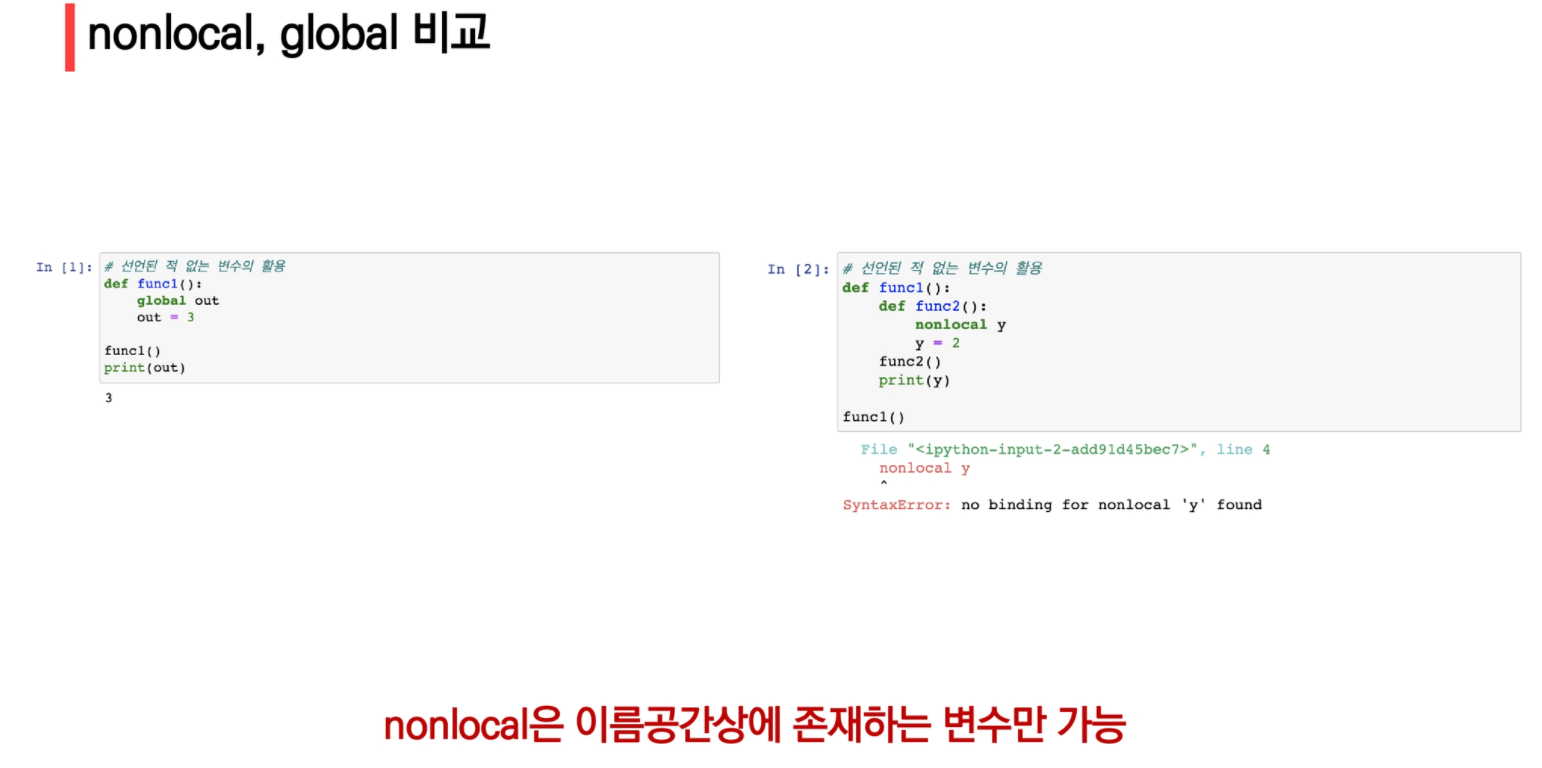 nonlocal, global 비교
In [1]:
# 선언된 적 없는 변수의 활용
def func1():
    global out
    out = 3

func1()
print(out)
3
In [2]:
# 선언된 적 없는 변수의 활용
def func1():
    def func2():
        nonlocal y
        y = 2
    func2()
    print(y)

func1()
  File "<ipython-input-2-add91d45bec7>", line 4
    nonlocal y
    ^
SyntaxError: no binding for nonlocal 'y' found
nonlocal은 이름공간상에 존재하는 변수만 가능